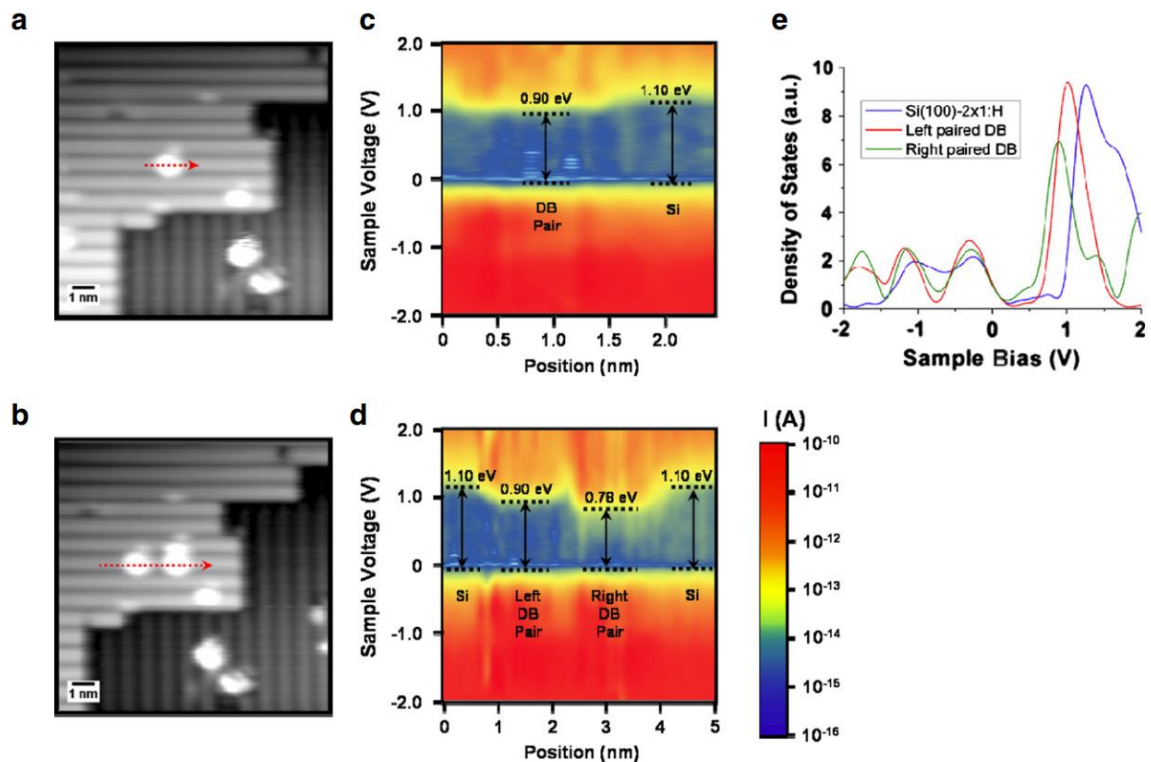 a
1 nm
b
1 nm
c
2.0
1.0
0
-1.0
-2.0
Sample Voltage (V)
0.90 eV
1.10 eV
DB
Pair
Si
0 0.5 1.0 1.5 2.0
Position (nm)
d
2.0
1.0
0
-1.0
-2.0
Sample Voltage (V)
1.10 eV
0.90 eV
0.78 eV
1.10 eV
Si
Left
DB
Pair
Right
DB
Pair
Si
0 1 2 3 4 5
Position (nm)
I (A)
10⁻¹⁰
10⁻¹¹
10⁻¹²
10⁻¹³
10⁻¹⁴
10⁻¹⁵
10⁻¹⁶
e
10
8
6
4
2
0
Density of States (a.u.)
Si(100)-2x1:H
Left paired DB
Right paired DB
-2 -1 0 1 2
Sample Bias (V)